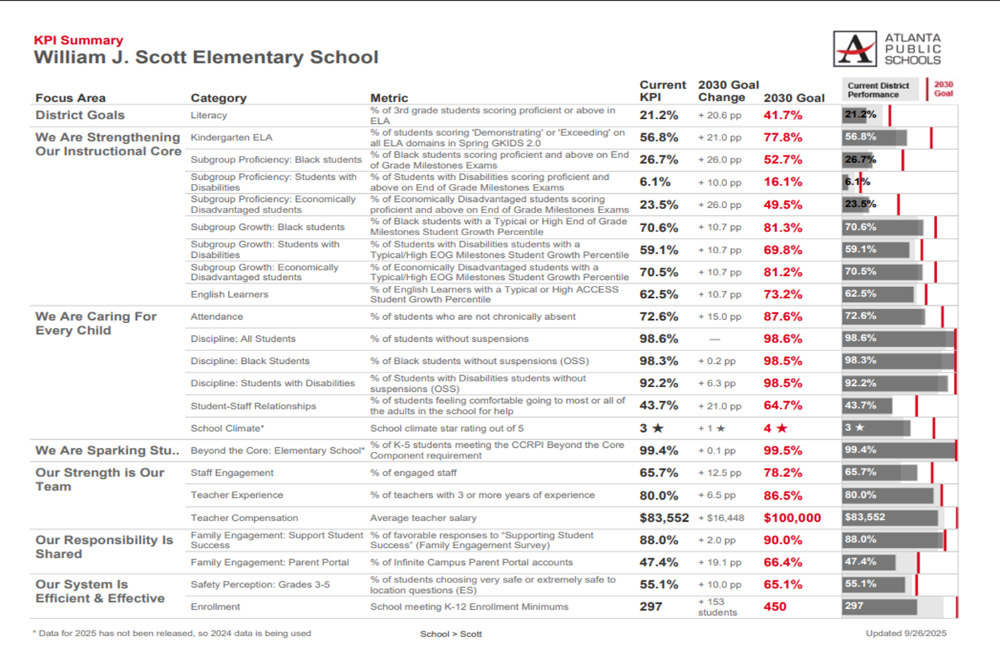 KPI Summary
William J. Scott Elementary School
ATLANTA
PUBLIC
SCHOOLS
Focus Area Category Metric Current KPI 2030 Goal Change 2030 Goal Current District Performance 2030 Goal
District Goals Literacy % of 3rd grade students scoring proficient or above in ELA 21.2% + 20.6 pp 41.7% 21.2%
We Are Strengthening Our Instructional Core Kindergarten ELA % of students scoring 'Demonstrating' or 'Exceeding' on all ELA domains in Spring GKIDS 2.0 56.8% + 21.0 pp 77.8% 56.8%
Subgroup Proficiency: Black students % of Black students scoring proficient and above on End of Grade Milestones Exams 26.7% + 26.0 pp 52.7% 26.7%
Subgroup Proficiency: Students with Disabilities % of Students with Disabilities scoring proficient and above on End of Grade Milestones Exams 6.1% + 10.0 pp 16.1% 6.1%
Subgroup Proficiency: Economically Disadvantaged students % of Economically Disadvantaged students scoring proficient and above on End of Grade Milestones Exams 23.5% + 26.0 pp 49.5% 23.5%
Subgroup Growth: Black students % of Black students with a Typical or High End of Grade Milestones Student Growth Percentile 70.6% + 10.7 pp 81.3% 70.6%
Subgroup Growth: Students with Disabilities % of Students with Disabilities students with a Typical/High EOG Milestones Student Growth Percentile 59.1% + 10.7 pp 69.8% 59.1%
Subgroup Growth: Economically Disadvantaged students % of Economically Disadvantaged students with a Typical/High EOG Milestones Student Growth Percentile 70.5% + 10.7 pp 81.2% 70.5%
English Learners % of English Learners with a Typical or High ACCESS Student Growth Percentile 62.5% + 10.7 pp 73.2% 62.5%
We Are Caring For Every Child Attendance % of students who are not chronically absent 72.6% + 15.0 pp 87.6% 72.6%
Discipline: All Students % of students without suspensions 98.6% — 98.6% 98.6%
Discipline: Black Students % of Black students without suspensions (OSS) 98.3% + 0.2 pp 98.5% 98.3%
Discipline: Students with Disabilities % of Students with Disabilities students without suspensions (OSS) 92.2% + 6.3 pp 98.5% 92.2%
Student-Staff Relationships % of students feeling comfortable going to most or all of the adults in the school for help 43.7% + 21.0 pp 64.7% 43.7%
School Climate* School climate star rating out of 5 3 ★ + 1 ★ 4 ★ 3 ★
We Are Sparking Stu.. Beyond the Core: Elementary School* % of K-5 students meeting the CCRPI Beyond the Core Component requirement 99.4% + 0.1 pp 99.5% 99.4%
Our Strength is Our Team Staff Engagement % of engaged staff 65.7% + 12.5 pp 78.2% 65.7%
Teacher Experience % of teachers with 3 or more years of experience 80.0% + 6.5 pp 86.5% 80.0%
Teacher Compensation Average teacher salary $83,552 + $16,448 $100,000 $83,552
Our Responsibility Is Shared Family Engagement: Support Student Success % of favorable responses to “Supporting Student Success” (Family Engagement Survey) 88.0% + 2.0 pp 90.0% 88.0%
Family Engagement: Parent Portal % of Infinite Campus Parent Portal accounts 47.4% + 19.1 pp 66.4% 47.4%
Our System Is Efficient & Effective Safety Perception: Grades 3-5 % of students choosing very safe or extremely safe to location questions (ES) 55.1% + 10.0 pp 65.1% 55.1%
Enrollment School meeting K-12 Enrollment Minimums 297 + 153 students 450 297
* Data for 2025 has not been released, so 2024 data is being used School > Scott Updated 9/26/2025